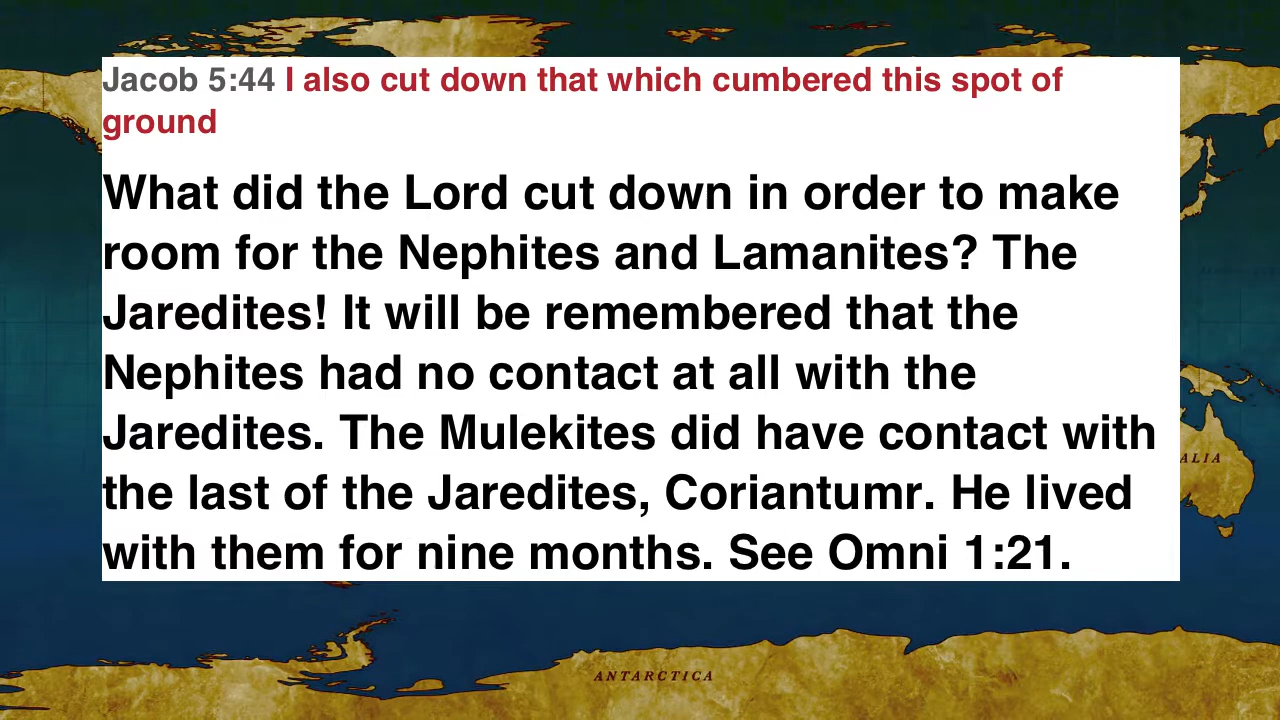 Jacob 5:44 I also cut down that which cumbered this spot of
ground
What did the Lord cut down in order to make
room for the Nephites and Lamanites? The
Jaredites! It will be remembered that the
Nephites had no contact at all with the
Jaredites. The Mulekites did have contact with
the last of the Jaredites, Coriantumr. He lived
with them for nine months. See Omni 1:21.
ALIA
ANTARCTICA